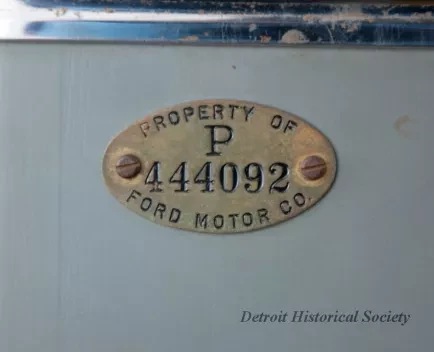 PROPERTY OF
P
444092
FORD MOTOR CO.
Detroit Historical Society